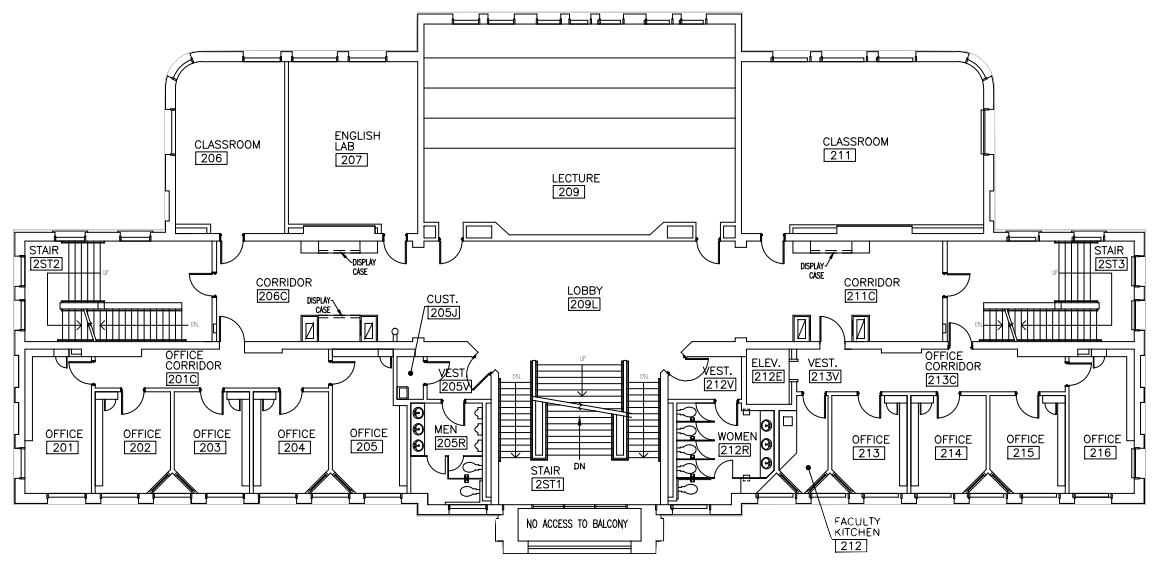 CLASSROOM
206
ENGLISH
LAB
207
LECTURE
209
CLASSROOM
211
STAIR
2ST2
UP
DN.
CORRIDOR
206C
DISPLAY
CASE
DISPLAY
CASE
CUST.
205J
LOBBY
209L
DISPLAY
CASE
CORRIDOR
211C
STAIR
2ST3
UP
DN.
OFFICE
CORRIDOR
201C
VEST.
205V
UP
DN.
DN.
VEST.
212V
ELEV.
212E
VEST.
213V
OFFICE
CORRIDOR
213C
OFFICE
201
OFFICE
202
OFFICE
203
OFFICE
204
OFFICE
205
MEN
205R
STAIR
2ST1
DN
WOMEN
212R
OFFICE
213
OFFICE
214
OFFICE
215
OFFICE
216
NO ACCESS TO BALCONY
FACULTY
KITCHEN
212